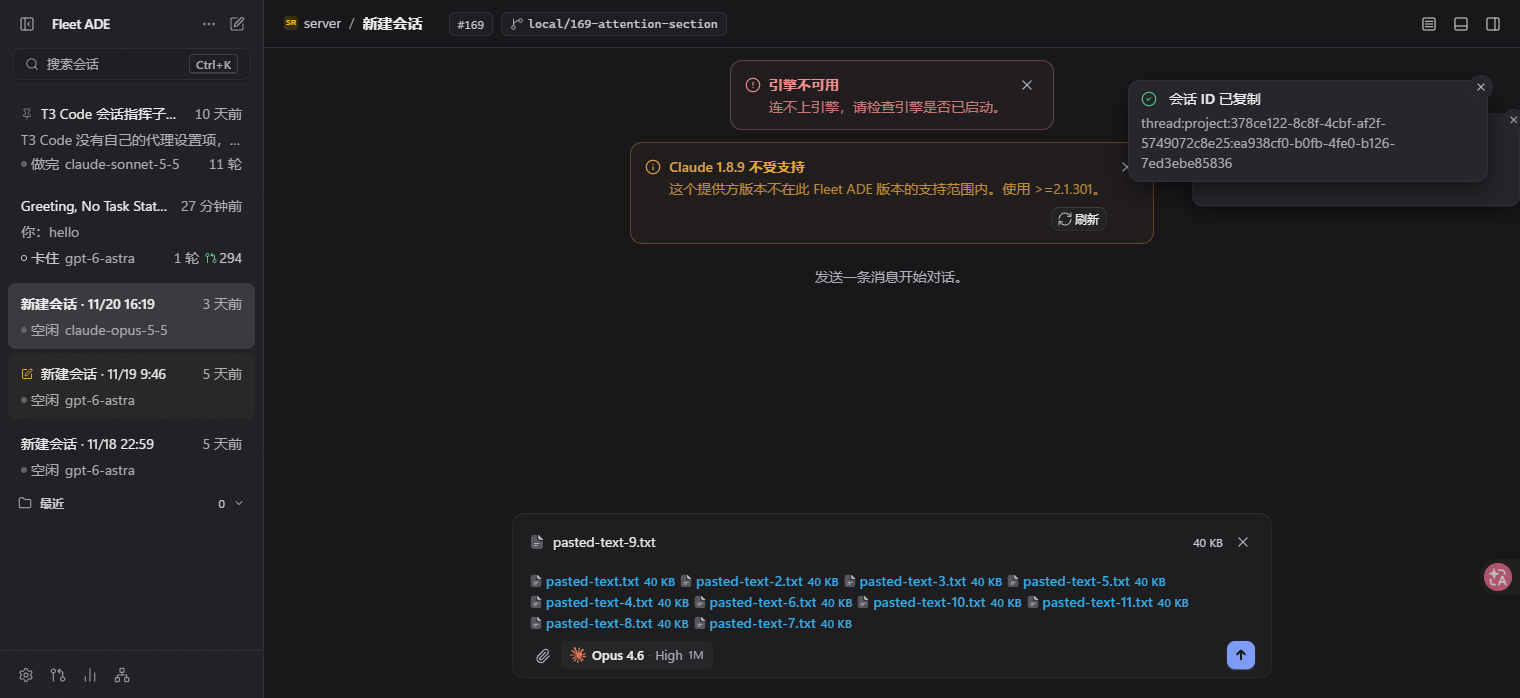 Fleet ADE
搜索会话 Ctrl+K
T3 Code 会话指挥子... 10 天前
T3 Code 没有自己的代理设置项，...
做完 claude-sonnet-5-5 11 轮
Greeting, No Task Stat... 27 分钟前
你：hello
卡住 gpt-6-astra 1 轮 294
新建会话 · 11/20 16:19 3 天前
空闲 claude-opus-5-5
新建会话 · 11/19 9:46 5 天前
空闲 gpt-6-astra
新建会话 · 11/18 22:59 5 天前
空闲 gpt-6-astra
最近 0
SR server / 新建会话 #169 local/169-attention-section
引擎不可用
连不上引擎，请检查引擎是否已启动。
Claude 1.8.9 不受支持
这个提供方版本不在此 Fleet ADE 版本的支持范围内。使用 >=2.1.301。
刷新
会话 ID 已复制
thread:project:378ce122-8c8f-4cbf-af2f-
5749072c8e25:ea938cf0-b0fb-4fe0-b126-
7ed3ebe85836
发送一条消息开始对话。
pasted-text-9.txt 40 KB
pasted-text.txt 40 KB pasted-text-2.txt 40 KB pasted-text-3.txt 40 KB pasted-text-5.txt 40 KB
pasted-text-4.txt 40 KB pasted-text-6.txt 40 KB pasted-text-10.txt 40 KB pasted-text-11.txt 40 KB
pasted-text-8.txt 40 KB pasted-text-7.txt 40 KB
Opus 4.6 · High 1M